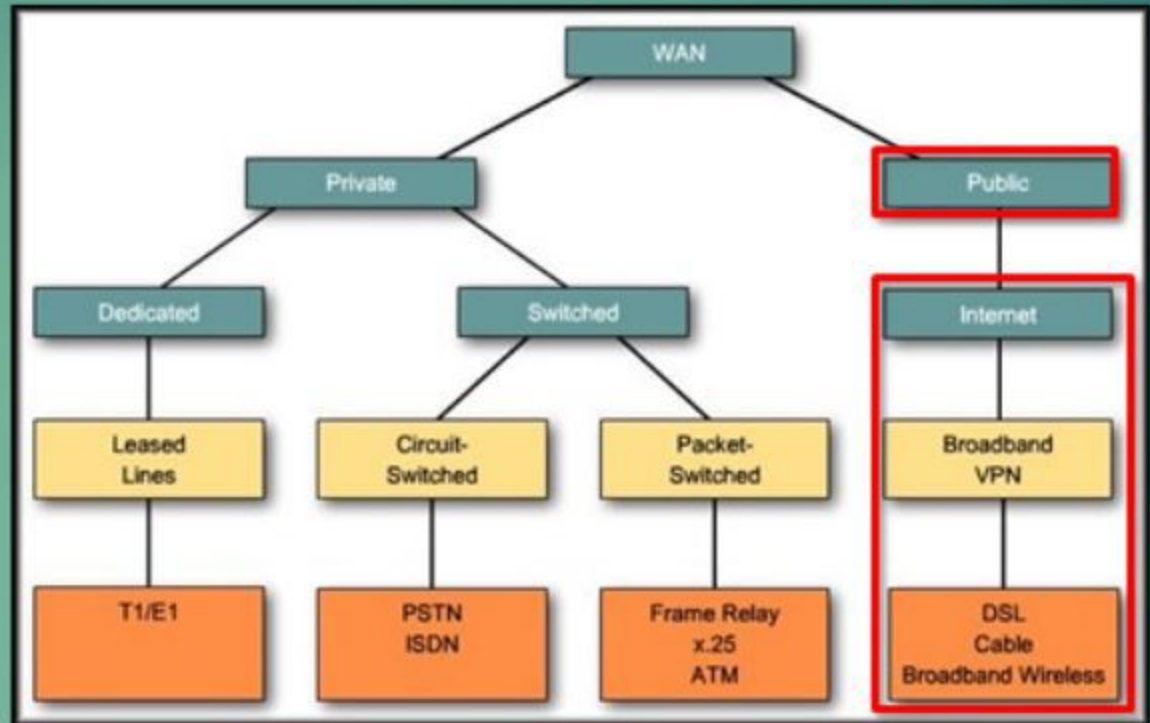 WAN
Private
Public
Dedicated
Switched
Internet
Leased
Lines
Circuit-
Switched
Packet-
Switched
Broadband
VPN
T1/E1
PSTN
ISDN
Frame Relay
x.25
ATM
DSL
Cable
Broadband Wireless